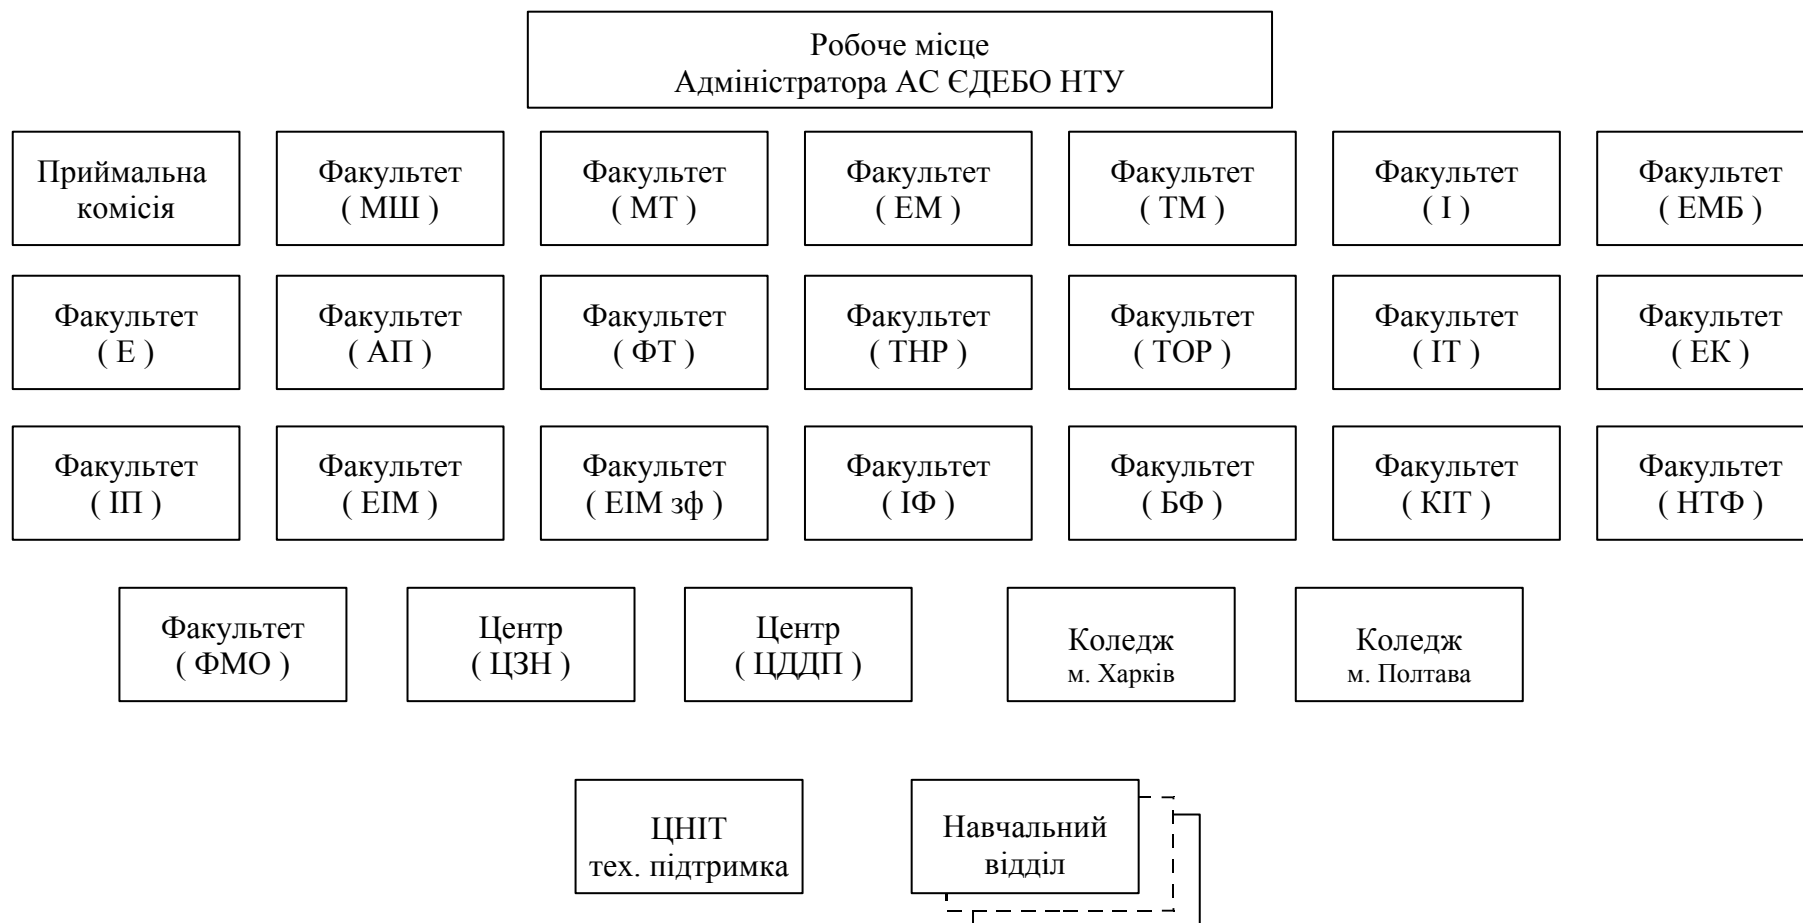 Робоче місце
Адміністратора АС ЄДЕБО НТУ
Приймальна
комісія
Факультет
( МШ )
Факультет
( МТ )
Факультет
( ЕМ )
Факультет
( ТМ )
Факультет
( І )
Факультет
( ЕМБ )
Факультет
( Е )
Факультет
( АП )
Факультет
( ФТ )
Факультет
( ТНР )
Факультет
( ТОР )
Факультет
( ІТ )
Факультет
( ЕК )
Факультет
( ІП )
Факультет
( ЕІМ )
Факультет
( ЕІМ зф )
Факультет
( ІФ )
Факультет
( БФ )
Факультет
( КІТ )
Факультет
( НТФ )
Факультет
( ФМО )
Центр
( ЦЗН )
Центр
( ЦДДП )
Коледж
м. Харків
Коледж
м. Полтава
ЦНІТ
тех. підтримка
Навчальний
відділ